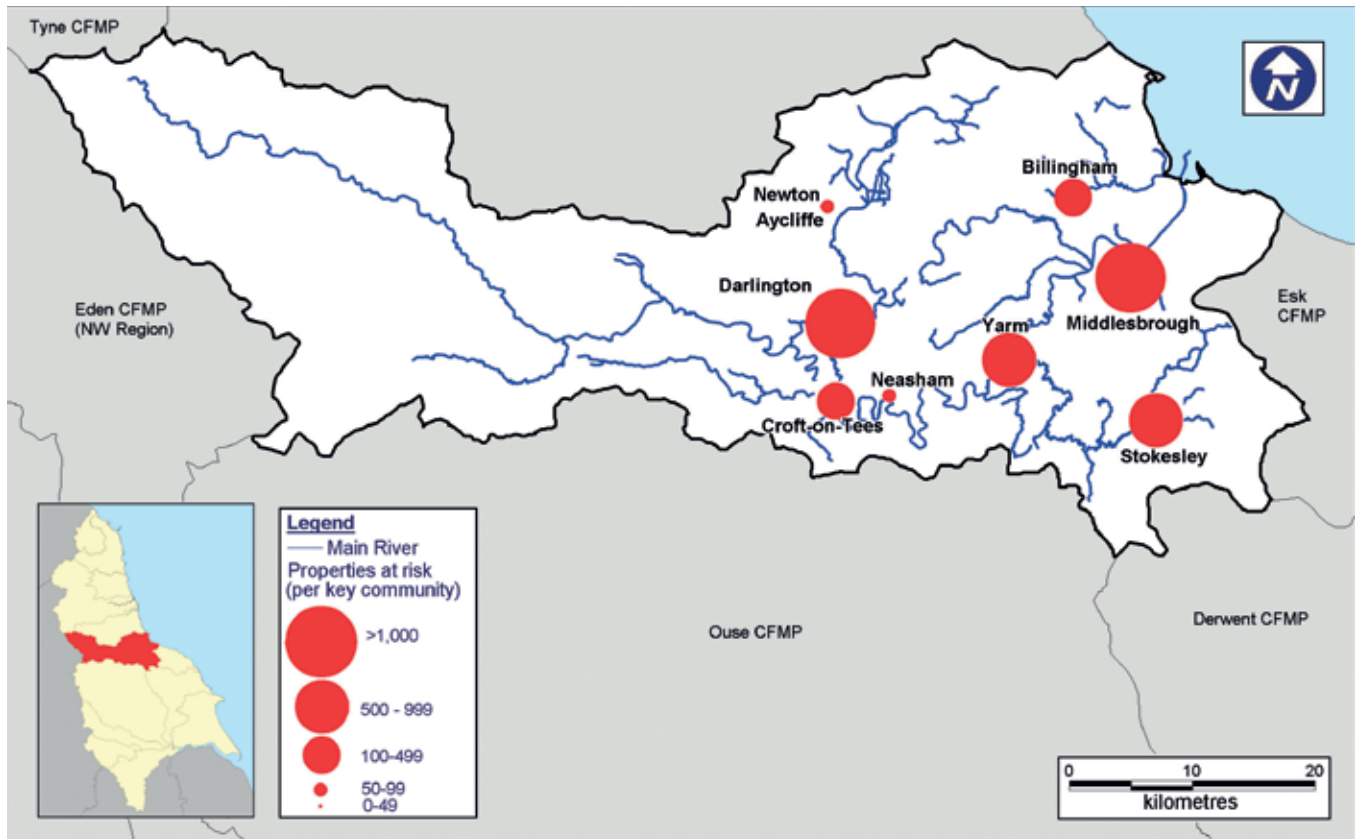 Tyne CFMP
N
Billingham
Newton
Aycliffe
Darlington
Eden CFMP
(NW Region)
Esk
CFMP
Middlesbrough
Yarm
Neasham
Croft-on-Tees
Stokesley
Legend
Main River
Properties at risk
(per key community)
>1,000
500 - 999
100-499
50-99
0-49
Ouse CFMP
Derwent CFMP
0 10 20
kilometres